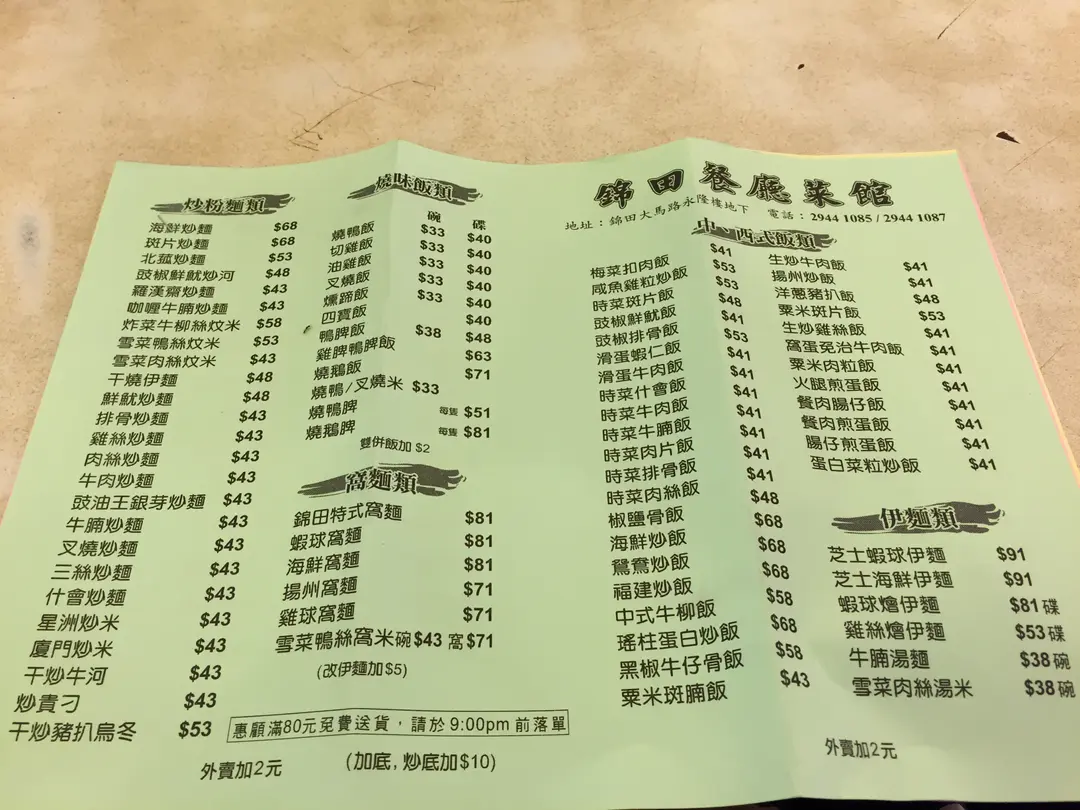 炒粉麵類
海鮮炒麵 $68
斑片炒麵 $68
北菰炒麵 $53
豉椒鮮魷炒河 $48
羅漢齋炒麵 $43
咖喱牛腩炒麵 $43
炸菜牛柳絲炆米 $58
雪菜鴨絲炆米 $53
雪菜肉絲炆米 $43
干燒伊麵 $48
鮮魷炒麵 $48
排骨炒麵 $43
雞絲炒麵 $43
肉絲炒麵 $43
牛肉炒麵 $43
豉油王銀芽炒麵 $43
牛腩炒麵 $43
叉燒炒麵 $43
三絲炒麵 $43
什會炒麵 $43
星洲炒米 $43
廈門炒米 $43
干炒牛河 $43
炒貴刁 $43
干炒豬扒烏冬 $53
外賣加2元
燒味飯類
碗 碟
燒鴨飯 $33 $40
切雞飯 $33 $40
油雞飯 $33 $40
叉燒飯 $33 $40
燻蹄飯 $33 $40
四寶飯 $40
鴨脾飯 $38 $48
雞脾鴨脾飯 $63
燒鵝飯 $71
燒鴨/叉燒米 $33
燒鴨脾 每隻 $51
燒鵝脾 每隻 $81
雙併飯加 $2
窩麵類
錦田特式窩麵 $81
蝦球窩麵 $81
海鮮窩麵 $81
揚州窩麵 $71
雞球窩麵 $71
雪菜鴨絲窩米 碗 $43 窩 $71
(改伊麵加$5)
惠顧滿80元免費送貨，請於9:00pm前落單
(加底, 炒底加$10)
錦田餐廳菜館
地址：錦田大馬路永隆樓地下 電話：2944 1085 / 2944 1087
中、西式飯類
梅菜扣肉飯 $41
咸魚雞粒炒飯 $53
時菜斑片飯 $53
豉椒鮮魷飯 $48
豉椒排骨飯 $41
滑蛋蝦仁飯 $53
滑蛋牛肉飯 $41
時菜什會飯 $41
時菜牛肉飯 $41
時菜牛腩飯 $41
時菜肉片飯 $41
時菜排骨飯 $41
時菜肉絲飯 $41
椒鹽骨飯 $48
海鮮炒飯 $68
鴛鴦炒飯 $68
福建炒飯 $68
中式牛柳飯 $58
瑤柱蛋白炒飯 $68
黑椒牛仔骨飯 $58
粟米斑腩飯 $43
生炒牛肉飯 $41
揚州炒飯 $41
洋蔥豬扒飯 $48
粟米斑片飯 $53
生炒雞絲飯 $41
窩蛋免治牛肉飯 $41
粟米肉粒飯 $41
火腿煎蛋飯 $41
餐肉腸仔飯 $41
餐肉煎蛋飯 $41
腸仔煎蛋飯 $41
蛋白菜粒炒飯 $41
伊麵類
芝士蝦球伊麵 $91
芝士海鮮伊麵 $91
蝦球燴伊麵 $81 碟
雞絲燴伊麵 $53 碟
牛腩湯麵 $38 碗
雪菜肉絲湯米 $38 碗
外賣加2元